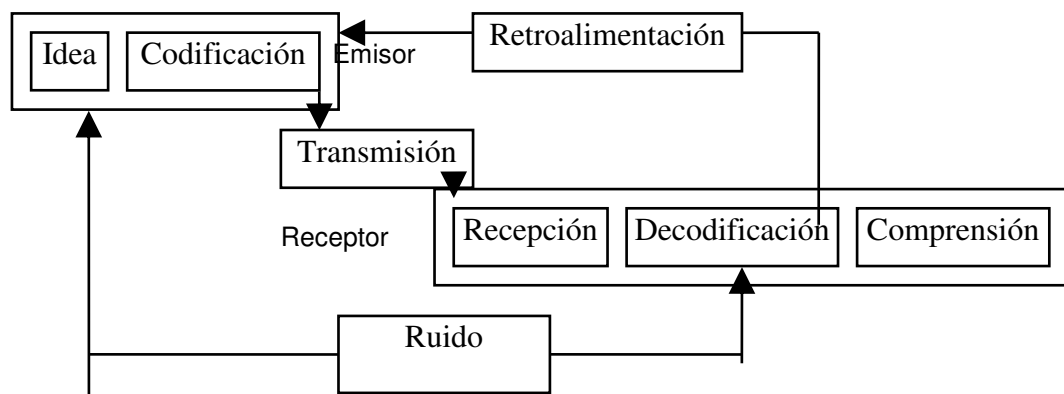 Retroalimentación
Idea
Codificación
Emisor
Transmisión
Receptor
Recepción
Decodificación
Comprensión
Ruido